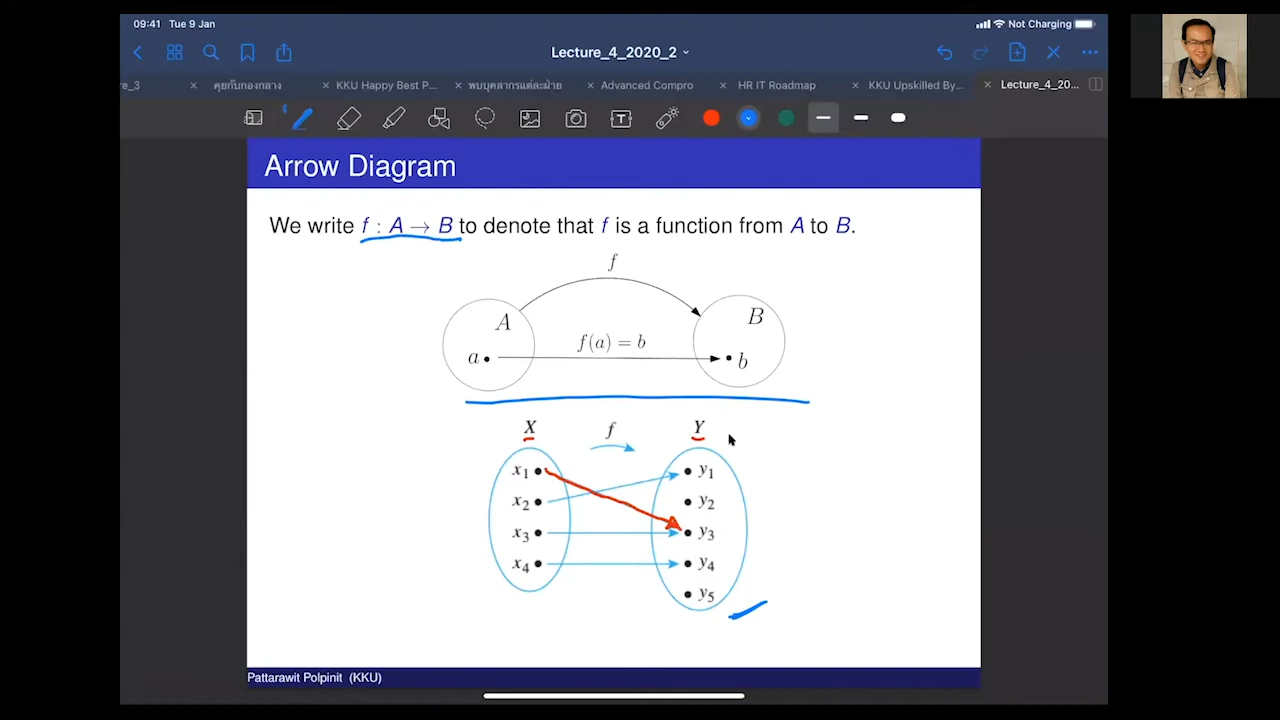 09:41 Tue 9 Jan
Not Charging
Lecture_4_2020_2
re_3
คุยกับกองกลาง
KKU Happy Best P...
พบบุคลากรแต่ละฝ่าย
Advanced Compro
HR IT Roadmap
KKU Upskilled By...
Lecture_4_20...
T
Arrow Diagram
We write f : A → B to denote that f is a function from A to B.
f
A
B
f(a) = b
a
b
X
f
Y
x1
y1
x2
y2
x3
y3
x4
y4
y5
Pattarawit Polpinit (KKU)